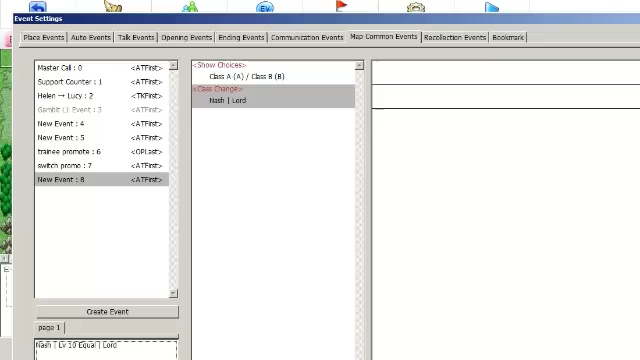 EV
Event Settings
Place Events
Auto Events
Talk Events
Opening Events
Ending Events
Communication Events
Map Common Events
Recollection Events
Bookmark
Master Call : 0 <ATFirst>
Support Counter : 1 <ATFirst>
Helen → Lucy : 2 <TKFirst>
Gambit L1 Event : 3 <ATFirst>
New Event : 4 <ATFirst>
New Event : 5 <ATFirst>
trainee promote : 6 <OPLast>
switch promo : 7 <ATFirst>
New Event : 8 <ATFirst>
<Show Choices>
Class A (A) / Class B (B)
<Class Change>
Nash | Lord
Create Event
page 1
Nash | Lv 10 Equal | Lord